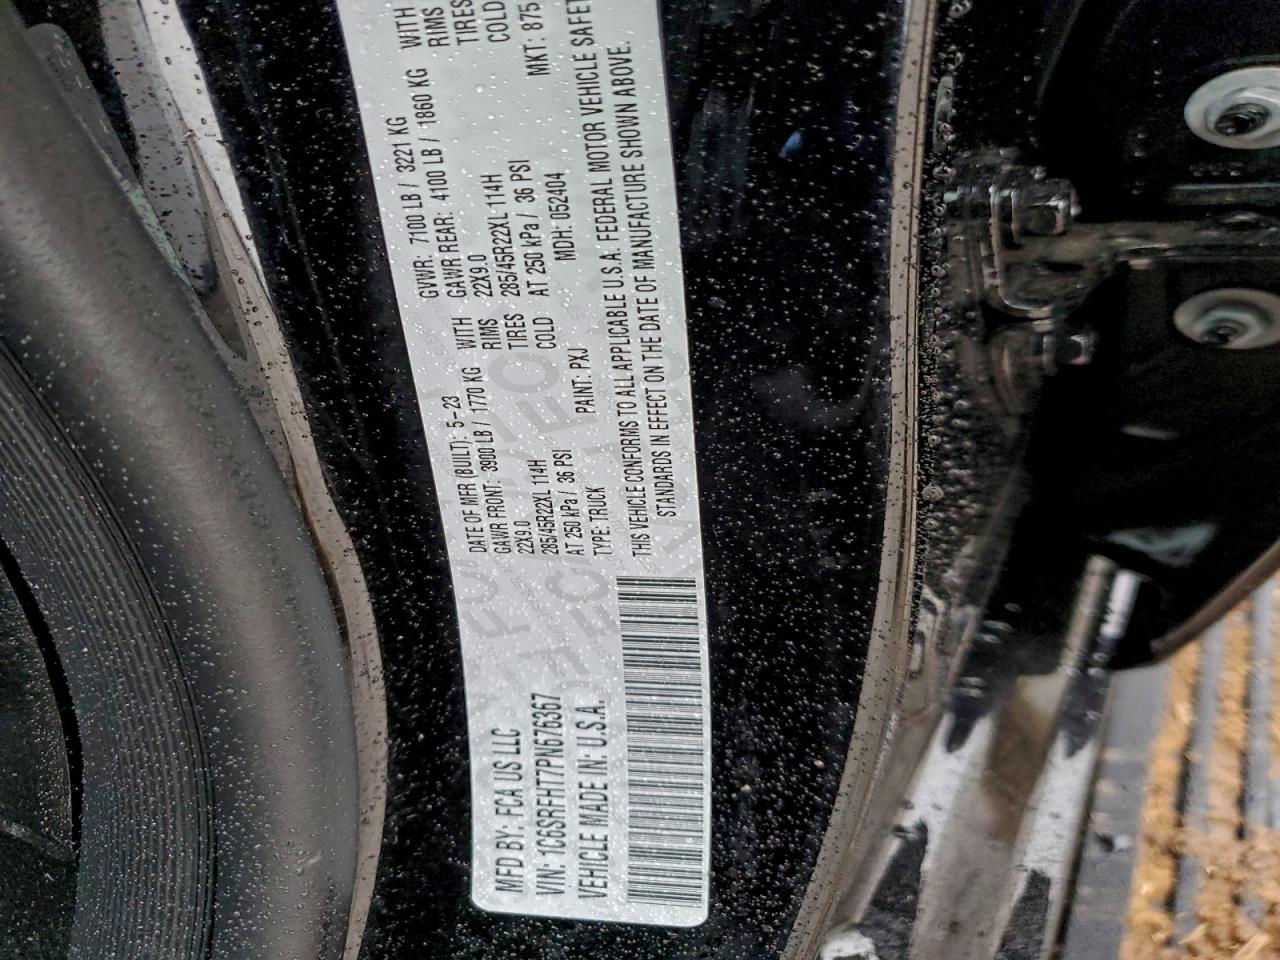 MFD BY: FCA US LLC
VIN: 1C6SRFHT7PN676367
VEHICLE MADE IN: U.S.A.
DATE OF MFR (BUILT): 5-23
GAWR FRONT: 3900 LB / 1770 KG WITH
22X9.0 RIMS
285/45R22XL 114H TIRES
AT 250 kPa / 36 PSI COLD
TYPE: TRUCK PAINT: PXJ
GVWR: 7100 LB / 3221 KG
GAWR REAR: 4100 LB / 1860 KG WITH
22X9.0 RIMS
285/45R22XL 114H TIRES
AT 250 kPa / 36 PSI COLD
MDH: 052404 MKT: 875
THIS VEHICLE CONFORMS TO ALL APPLICABLE U.S.A. FEDERAL MOTOR VEHICLE SAFET
STANDARDS IN EFFECT ON THE DATE OF MANUFACTURE SHOWN ABOVE.